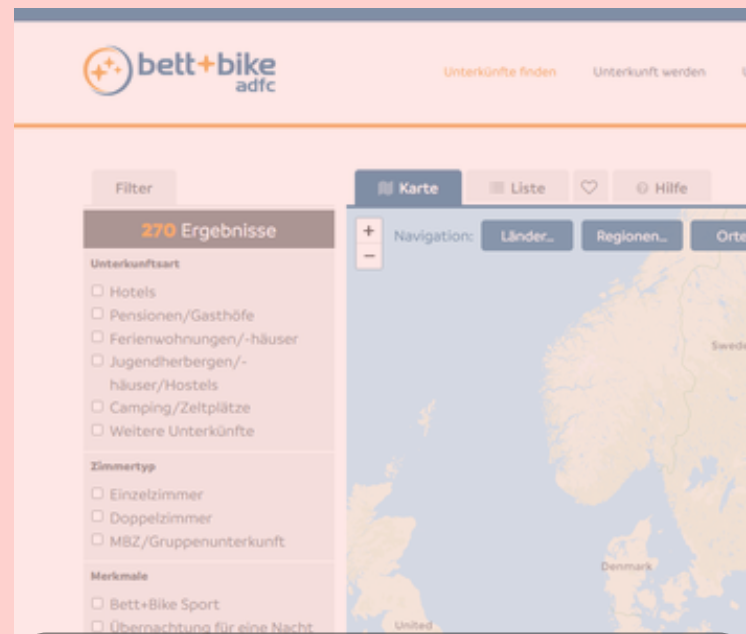 bett+bike
adfc
Unterkünfte finden
Unterkunft werden
Filter
Karte
Liste
Hilfe
270 Ergebnisse
+
Navigation:
Länder...
Regionen...
Orte
−
Unterkunftsart
Hotels
Pensionen/Gasthöfe
Ferienwohnungen/-häuser
Jugendherbergen/-
häuser/Hostels
Camping/Zeltplätze
Weitere Unterkünfte
Swede
Zimmertyp
Einzelzimmer
Doppelzimmer
MBZ/Gruppenunterkunft
Denmark
Merkmale
Bett+Bike Sport
Übernachtung für eine Nacht
United